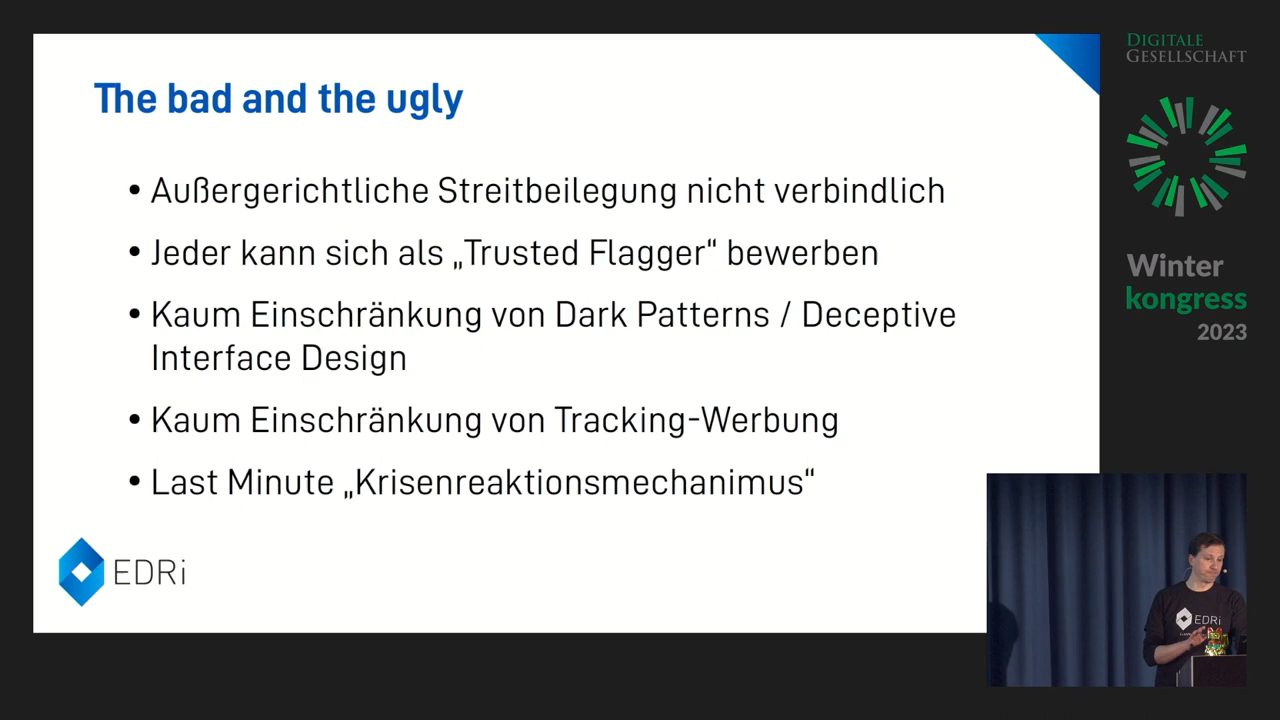 The bad and the ugly
• Außergerichtliche Streitbeilegung nicht verbindlich
• Jeder kann sich als „Trusted Flagger“ bewerben
• Kaum Einschränkung von Dark Patterns / Deceptive
Interface Design
• Kaum Einschränkung von Tracking-Werbung
• Last Minute „Krisenreaktionsmechanimus“
EDRi
DIGITALE
GESELLSCHAFT
Winter
kongress
2023
EDRi